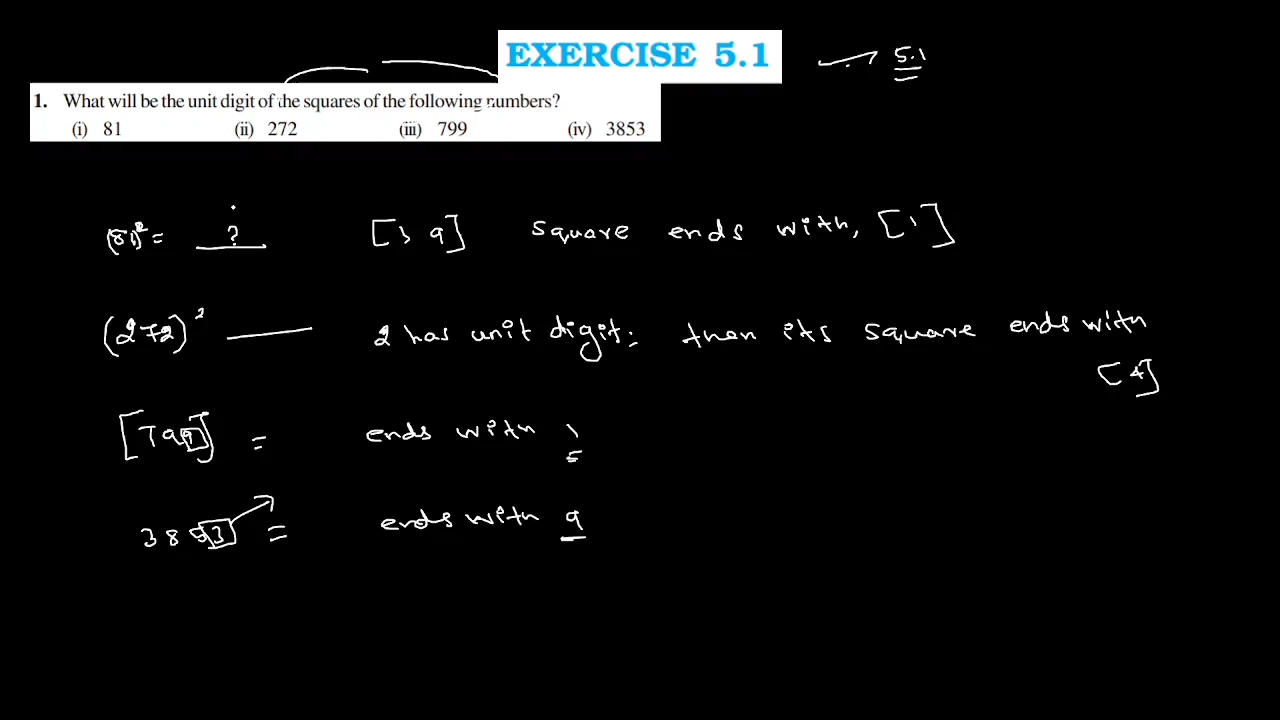 EXERCISE 5.1
5.1
1. What will be the unit digit of the squares of the following numbers?
(i) 81 (ii) 272 (iii) 799 (iv) 3853
(81)² = ? [1, 9] square ends with, [1]
(272)² 2 has unit digit: then its square ends with
[4]
[799] = ends with 1
3853 = ends with 9